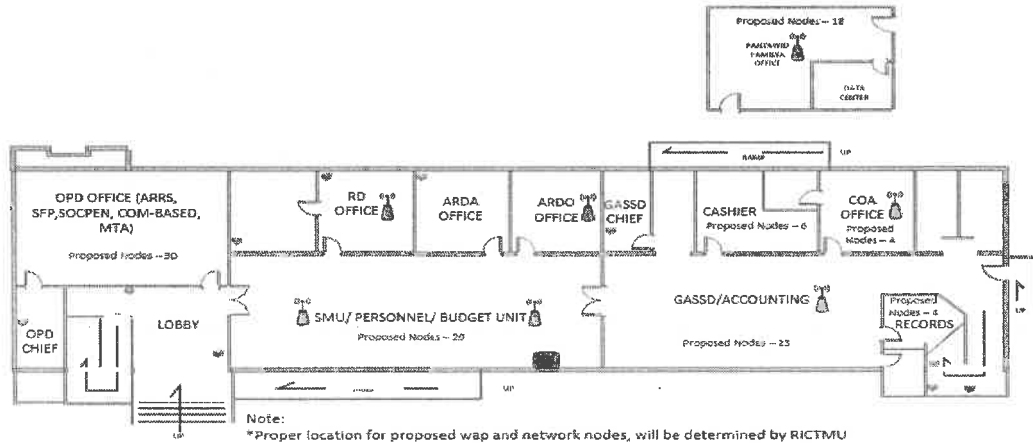 Proposed Nodes – 18
PANTAWID
PAMILYA
OFFICE
DATA
CENTER
RAMP
UP
OPD OFFICE (ARRS,
SFP,SOCPEN, COM-BASED,
MTA)
Proposed Nodes – 30
RD
OFFICE
ARDA
OFFICE
ARDO
OFFICE
GASSD
CHIEF
CASHIER
Proposed Nodes – 6
COA
OFFICE
Proposed
Nodes – 4
OPD
CHIEF
LOBBY
SMU/ PERSONNEL/ BUDGET UNIT
Proposed Nodes – 29
GASSD/ACCOUNTING
Proposed Nodes – 23
Proposed
Nodes – 4
RECORDS
UP
UP
UP
Note:
*Proper location for proposed wap and network nodes, will be determined by RICTMU